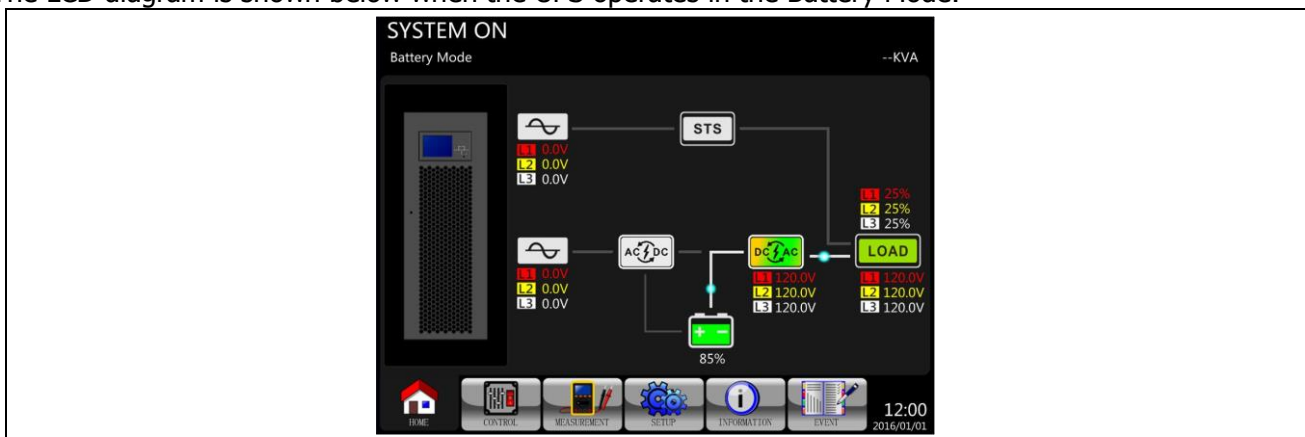 The LCD diagram is shown below when the UPS operates in the Battery Mode.
SYSTEM ON
Battery Mode
--KVA
STS
L1 0.0V
L2 0.0V
L3 0.0V
L1 25%
L2 25%
L3 25%
AC DC
DC AC
LOAD
L1 0.0V
L2 0.0V
L3 0.0V
L1 120.0V
L2 120.0V
L3 120.0V
L1 120.0V
L2 120.0V
L3 120.0V
+ -
85%
HOME
CONTROL
MEASUREMENT
SETUP
i
INFORMATION
EVENT
12:00
2016/01/01